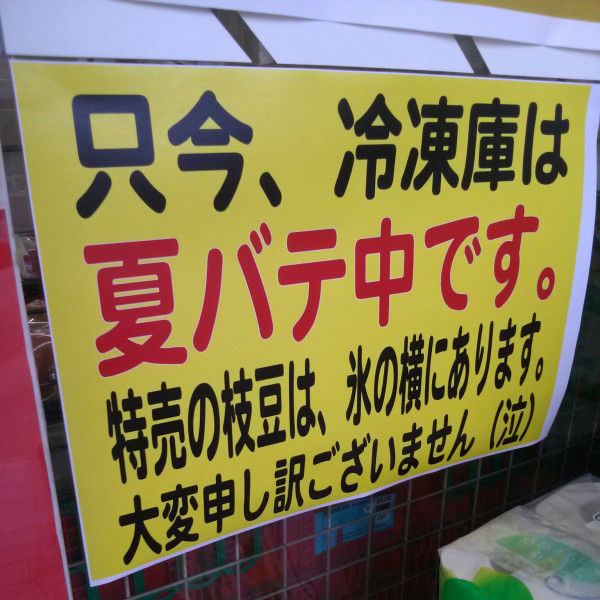 只今、冷凍庫は
夏バテ中です。
特売の枝豆は、氷の横にあります。
大変申し訳ございません（泣）